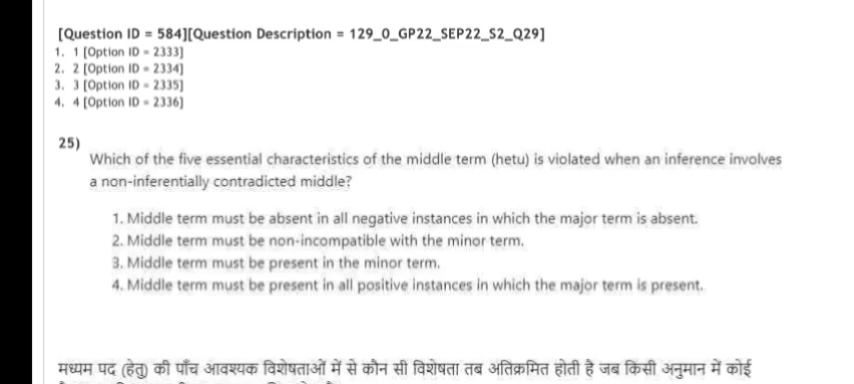 [Question ID = 584][Question Description = 129_0_GP22_SEP22_S2_Q29]
1. 1 [Option ID = 2333]
2. 2 [Option ID = 2334]
3. 3 [Option ID = 2335]
4. 4 [Option ID = 2336]
25)
Which of the five essential characteristics of the middle term (hetu) is violated when an inference involves
a non-inferentially contradicted middle?
1. Middle term must be absent in all negative instances in which the major term is absent.
2. Middle term must be non-incompatible with the minor term.
3. Middle term must be present in the minor term.
4. Middle term must be present in all positive instances in which the major term is present.
मध्यम पद (हेतु) की पाँच आवश्यक विशेषताओं में से कौन सी विशेषता तब अतिक्रमित होती है जब किसी अनुमान में कोई